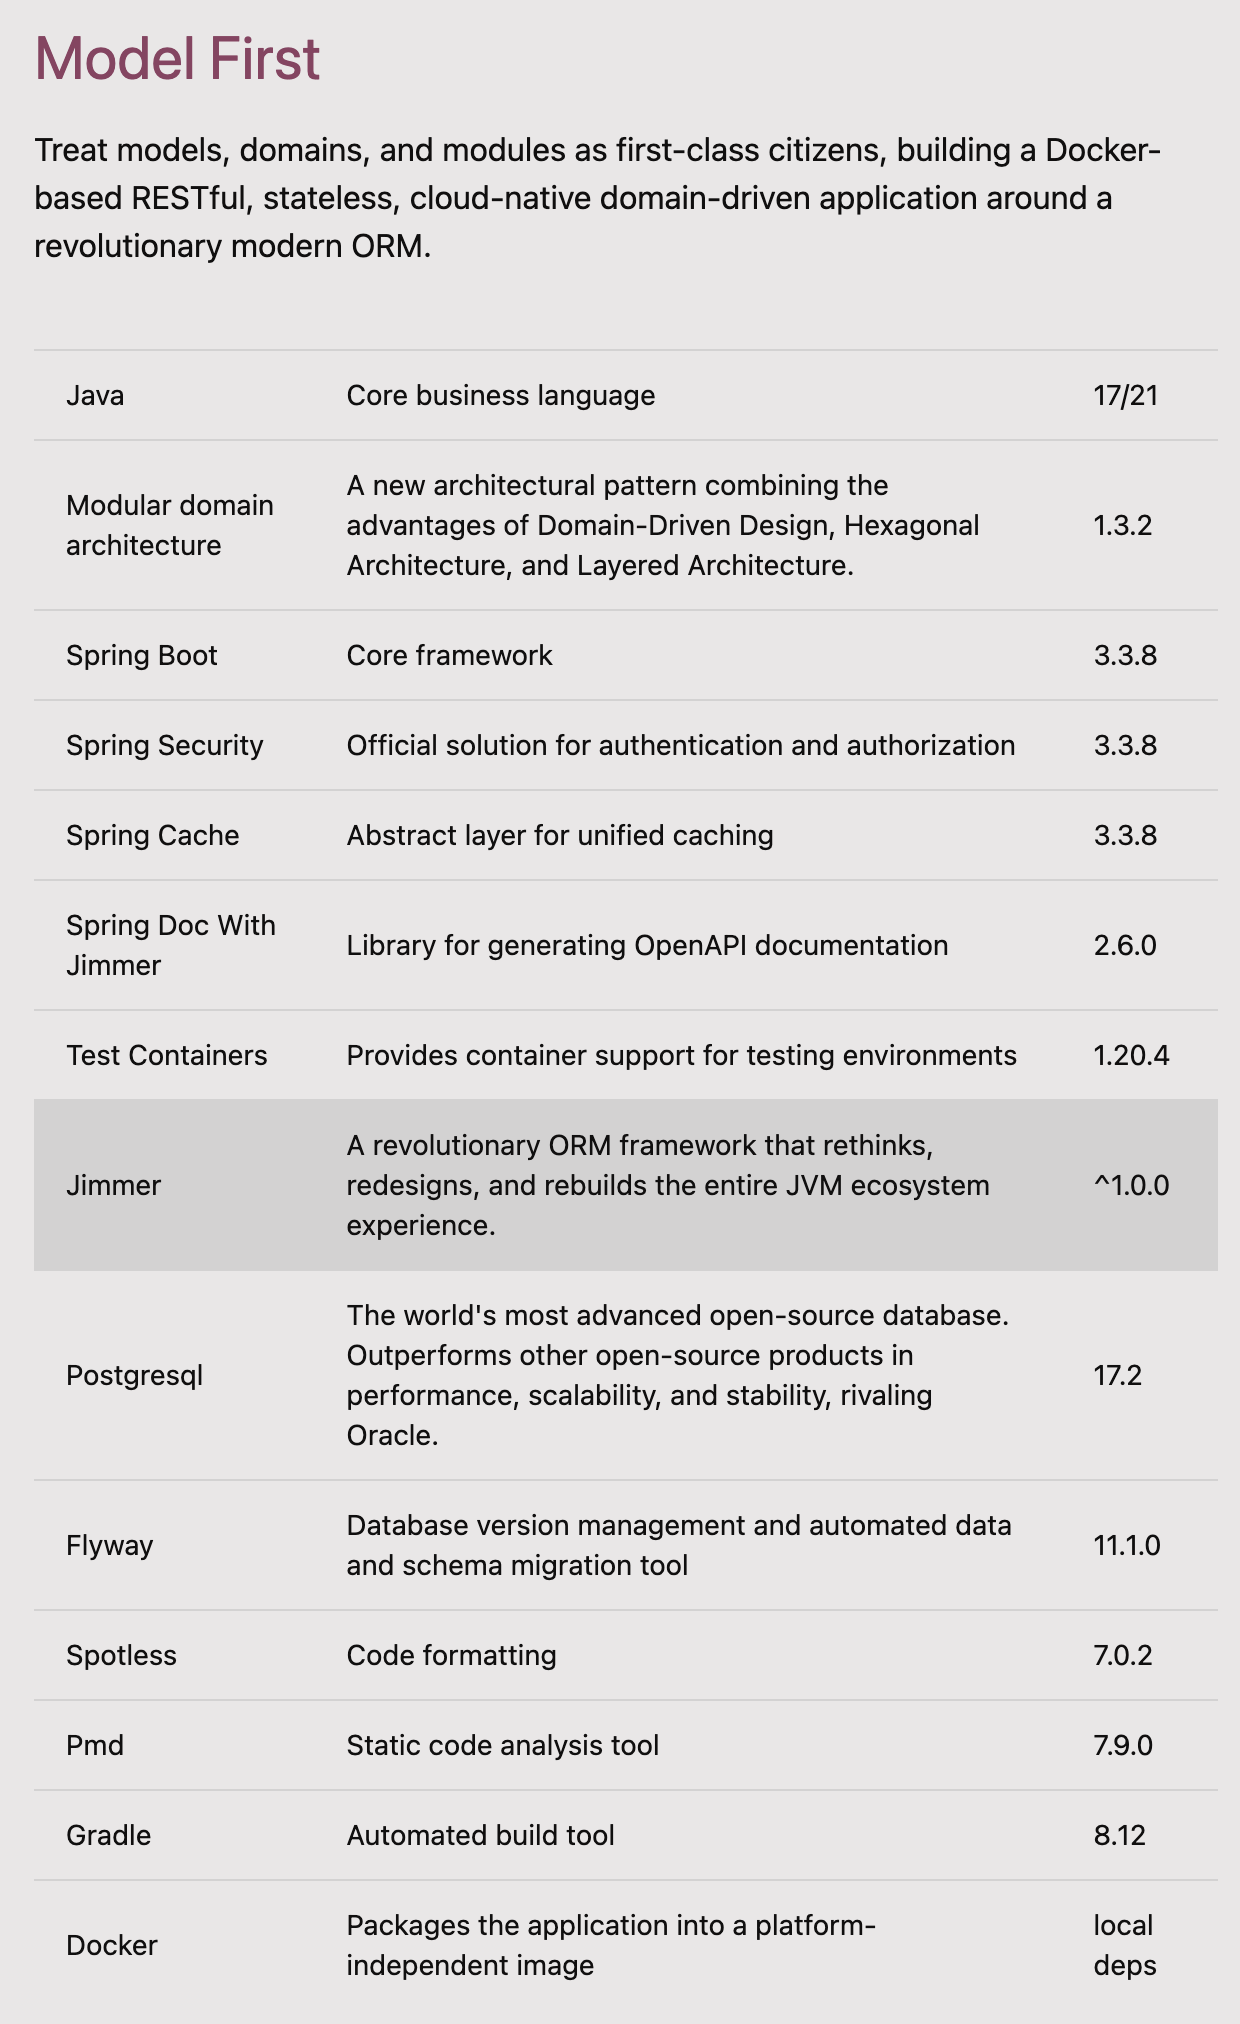 Model First
Treat models, domains, and modules as first-class citizens, building a Docker-
based RESTful, stateless, cloud-native domain-driven application around a
revolutionary modern ORM.
Java
Core business language
17/21
Modular domain
architecture
A new architectural pattern combining the
advantages of Domain-Driven Design, Hexagonal
Architecture, and Layered Architecture.
1.3.2
Spring Boot
Core framework
3.3.8
Spring Security
Official solution for authentication and authorization
3.3.8
Spring Cache
Abstract layer for unified caching
3.3.8
Spring Doc With
Jimmer
Library for generating OpenAPI documentation
2.6.0
Test Containers
Provides container support for testing environments
1.20.4
Jimmer
A revolutionary ORM framework that rethinks,
redesigns, and rebuilds the entire JVM ecosystem
experience.
^1.0.0
Postgresql
The world's most advanced open-source database.
Outperforms other open-source products in
performance, scalability, and stability, rivaling
Oracle.
17.2
Flyway
Database version management and automated data
and schema migration tool
11.1.0
Spotless
Code formatting
7.0.2
Pmd
Static code analysis tool
7.9.0
Gradle
Automated build tool
8.12
Docker
Packages the application into a platform-
independent image
local
deps